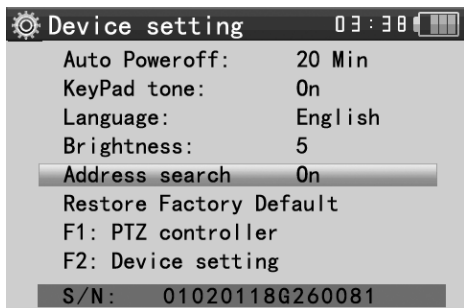 Device setting 03:38
Auto Poweroff: 20 Min
KeyPad tone: On
Language: English
Brightness: 5
Address search On
Restore Factory Default
F1: PTZ controller
F2: Device setting
S/N: 01020118G260081